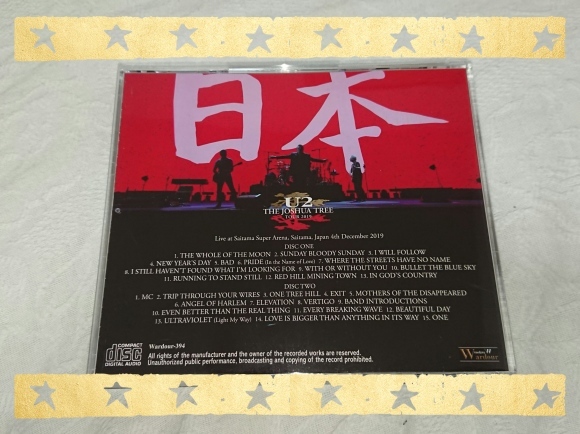 日本
U2
THE JOSHUA TREE
TOUR 2019
Live at Saitama Super Arena, Saitama, Japan 4th December 2019
DISC ONE
1. THE WHOLE OF THE MOON 2. SUNDAY BLOODY SUNDAY 3. I WILL FOLLOW
4. NEW YEAR'S DAY 5. BAD 6. PRIDE (In the Name of Love) 7. WHERE THE STREETS HAVE NO NAME
8. I STILL HAVEN'T FOUND WHAT I'M LOOKING FOR 9. WITH OR WITHOUT YOU 10. BULLET THE BLUE SKY
11. RUNNING TO STAND STILL 12. RED HILL MINING TOWN 13. IN GOD'S COUNTRY
DISC TWO
1. MC 2. TRIP THROUGH YOUR WIRES 3. ONE TREE HILL 4. EXIT 5. MOTHERS OF THE DISAPPEARED
6. ANGEL OF HARLEM 7. ELEVATION 8. VERTIGO 9. BAND INTRODUCTIONS
10. EVEN BETTER THAN THE REAL THING 11. EVERY BREAKING WAVE 12. BEAUTIFUL DAY
13. ULTRAVIOLET (Light My Way) 14. LOVE IS BIGGER THAN ANYTHING IN ITS WAY 15. ONE
COMPACT
disc
DIGITAL AUDIO
Wardour-394
All rights of the manufacturer and the owner of the recorded works are reserved.
Unauthorized public performance, broadcasting and copying of the record prohibited.
Wardour